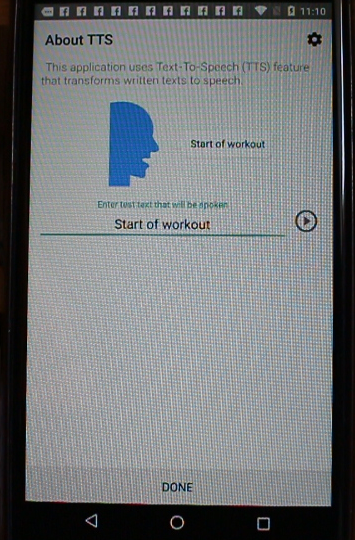 11:10
About TTS
This application uses Text-To-Speech (TTS) feature
that transforms written texts to speech.
Start of workout
Enter test text that will be spoken
Start of workout
DONE